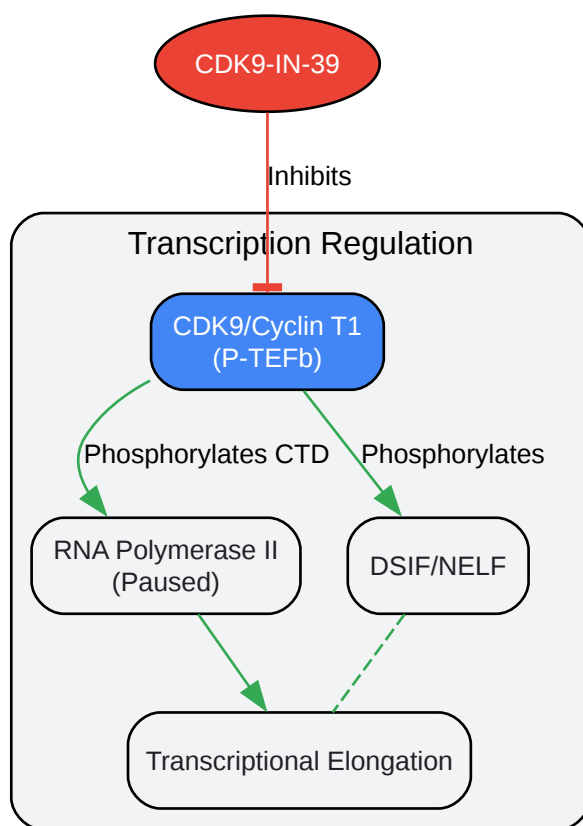 CDK9-IN-39
Inhibits
Transcription Regulation
CDK9/Cyclin T1
(P-TEFb)
Phosphorylates CTD
Phosphorylates
RNA Polymerase II
(Paused)
DSIF/NELF
Transcriptional Elongation